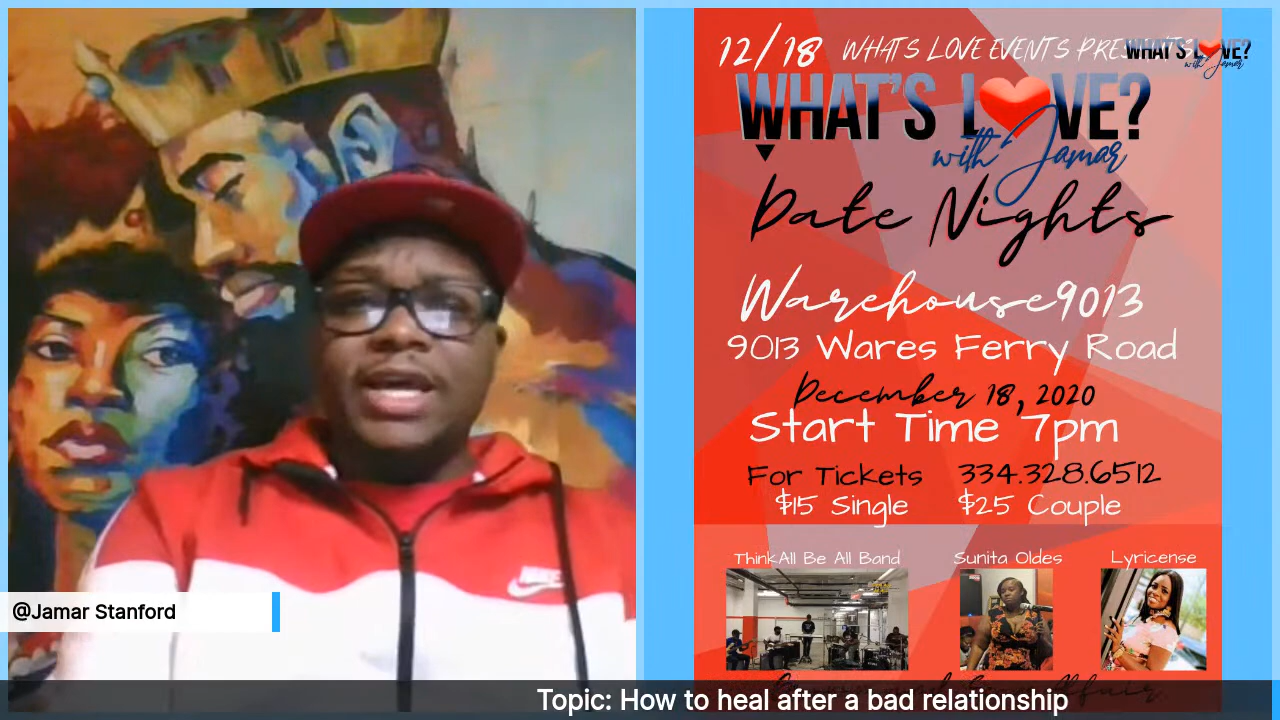 @Jamar Stanford
NIKE
12/18 WHATS LOVE EVENTS PRES
WHAT'S LOVE?
with Jamar
WHAT'S LOVE?
with Jamar
Date Nights
Warehouse9013
9013 Wares Ferry Road
December 18, 2020
Start Time 7pm
For Tickets 334.328.6512
$15 Single $25 Couple
ThinkAll Be All Band Sunita Oldes Lyricense
Topic: How to heal after a bad relationship